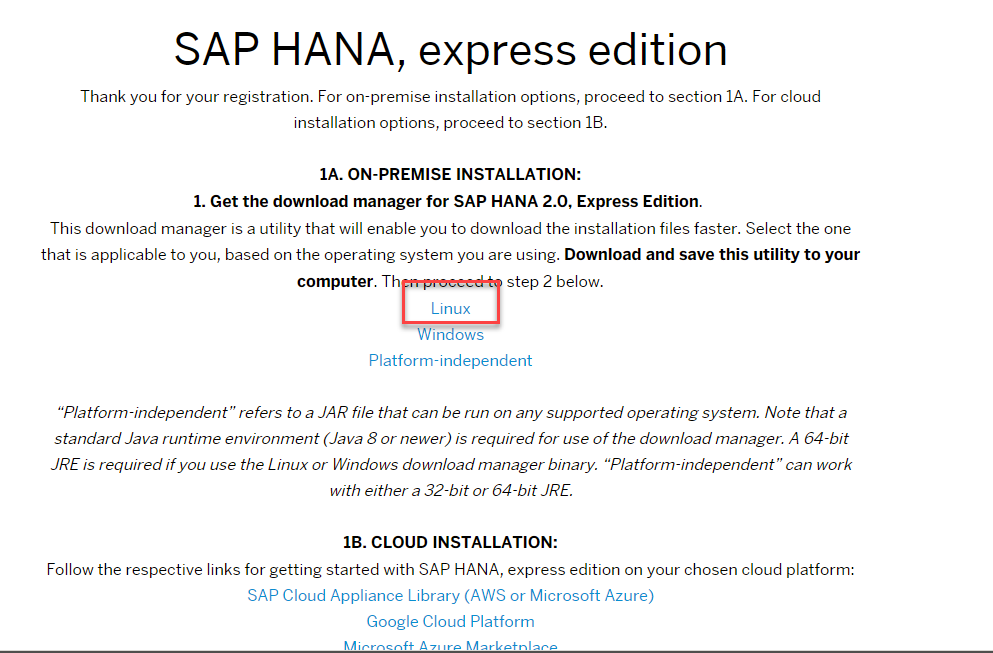 SAP HANA, express edition
Thank you for your registration. For on-premise installation options, proceed to section 1A. For cloud
installation options, proceed to section 1B.
1A. ON-PREMISE INSTALLATION:
1. Get the download manager for SAP HANA 2.0, Express Edition.
This download manager is a utility that will enable you to download the installation files faster. Select the one
that is applicable to you, based on the operating system you are using. Download and save this utility to your
computer. Then proceed to step 2 below.
Linux
Windows
Platform-independent
“Platform-independent” refers to a JAR file that can be run on any supported operating system. Note that a
standard Java runtime environment (Java 8 or newer) is required for use of the download manager. A 64-bit
JRE is required if you use the Linux or Windows download manager binary. “Platform-independent” can work
with either a 32-bit or 64-bit JRE.
1B. CLOUD INSTALLATION:
Follow the respective links for getting started with SAP HANA, express edition on your chosen cloud platform:
SAP Cloud Appliance Library (AWS or Microsoft Azure)
Google Cloud Platform
Microsoft Azure Marketplace